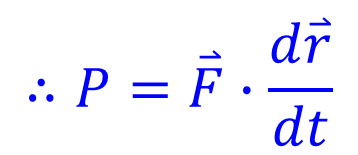 ∴ P = F⃗ · dr⃗/dt